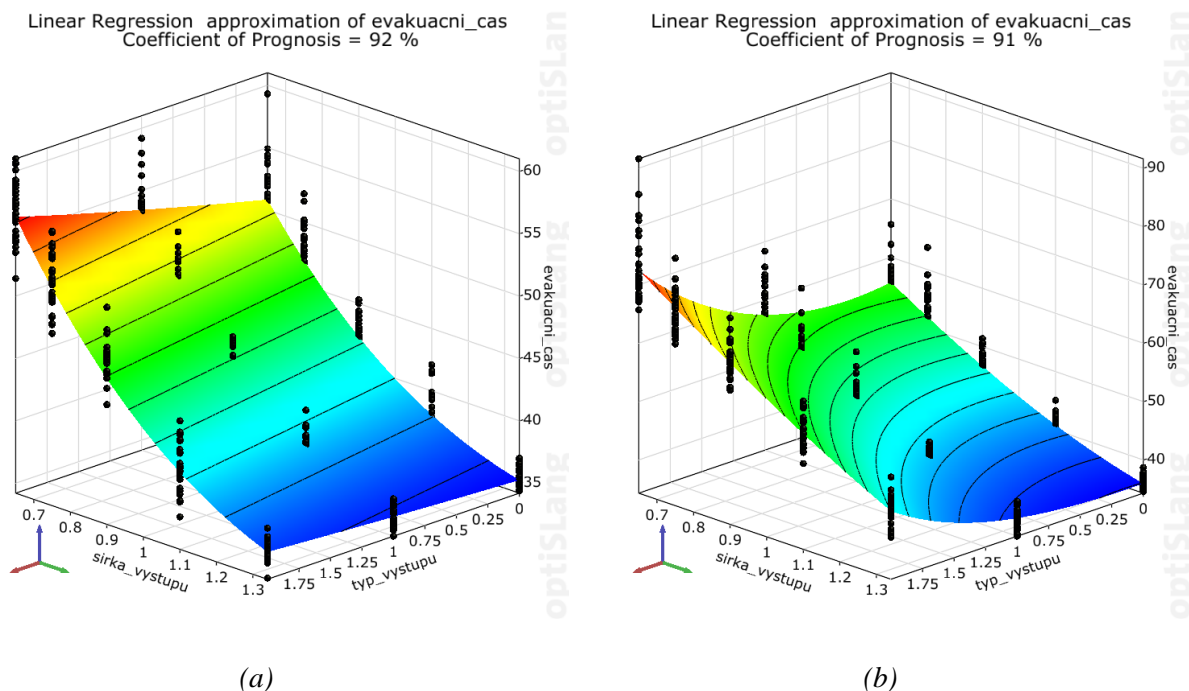 Linear Regression approximation of evakuacni_cas
Coefficient of Prognosis = 92 %
optiSLang
optiSLan
60
55
50
45
40
35
evakuacni_cas
0.7
0.8
0.9
1
1.1
1.2
1.3
sirka_vystupu
1.75
1.5
1.25
1
0.75
0.5
0.25
0
typ_vystupu
(a)
Linear Regression approximation of evakuacni_cas
Coefficient of Prognosis = 91 %
optiSLang
optiSLan
90
80
70
60
50
40
evakuacni_cas
0.7
0.8
0.9
1
1.1
1.2
1.3
sirka_vystupu
1.75
1.5
1.25
1
0.75
0.5
0.25
0
typ_vystupu
(b)